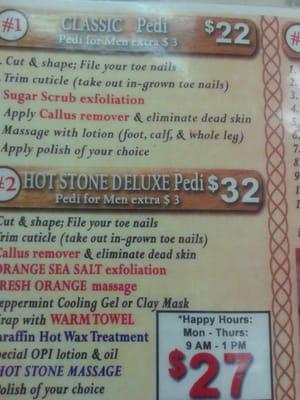 #1 CLASSIC Pedi $22
Pedi for Men extra $ 3
. Cut & shape; File your toe nails
. Trim cuticle (take out in-grown toe nails)
Sugar Scrub exfoliation
Apply Callus remover & eliminate dead skin
Massage with lotion (foot, calf, & whole leg)
Apply polish of your choice
#2 HOT STONE DELUXE Pedi $32
Pedi for Men extra $ 3
Cut & shape; File your toe nails
cuticle (take out in-grown toe nails)
Callus remover & eliminate dead skin
ORANGE SEA SALT exfoliation
FRESH ORANGE massage
Peppermint Cooling Gel or Clay Mask
with WARM TOWEL
Hot Wax Treatment
OPI lotion & oil
HOT STONE MASSAGE
Polish of your choice
*Happy Hours:
Mon - Thurs:
9 AM - 1 PM
$27